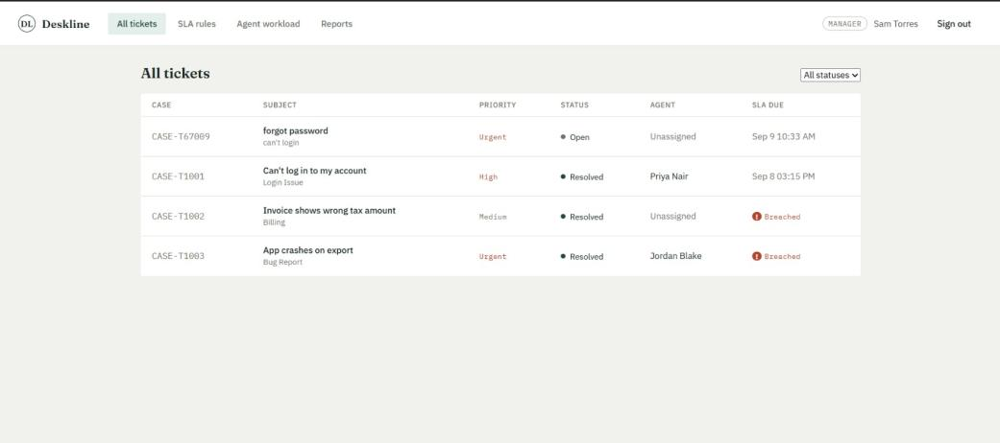 DL Deskline All tickets SLA rules Agent workload Reports MANAGER Sam Torres Sign out
All tickets All statuses
CASE SUBJECT PRIORITY STATUS AGENT SLA DUE
CASE-T67009 forgot password Urgent Open Unassigned Sep 9 10:33 AM
can't login
CASE-T1001 Can't log in to my account High Resolved Priya Nair Sep 8 03:15 PM
Login Issue
CASE-T1002 Invoice shows wrong tax amount Medium Resolved Unassigned ! Breached
Billing
CASE-T1003 App crashes on export Urgent Resolved Jordan Blake ! Breached
Bug Report